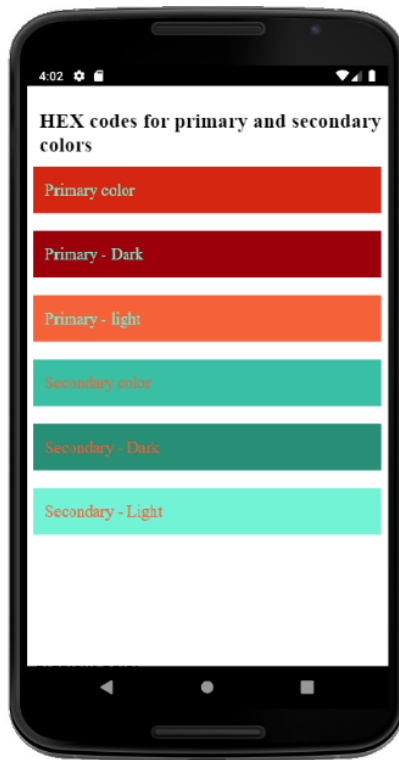 4:02
HEX codes for primary and secondary
colors
Primary color
Primary - Dark
Primary - light
Secondary color
Secondary - Dark
Secondary - Light